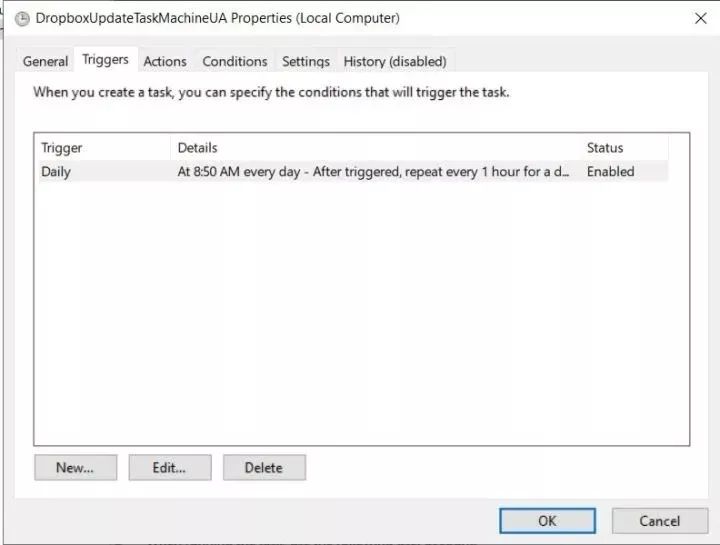 DropboxUpdateTaskMachineUA Properties (Local Computer)
General Triggers Actions Conditions Settings History (disabled)
When you create a task, you can specify the conditions that will trigger the task.
Trigger Details Status
Daily At 8:50 AM every day - After triggered, repeat every 1 hour for a d... Enabled
New... Edit... Delete
OK Cancel